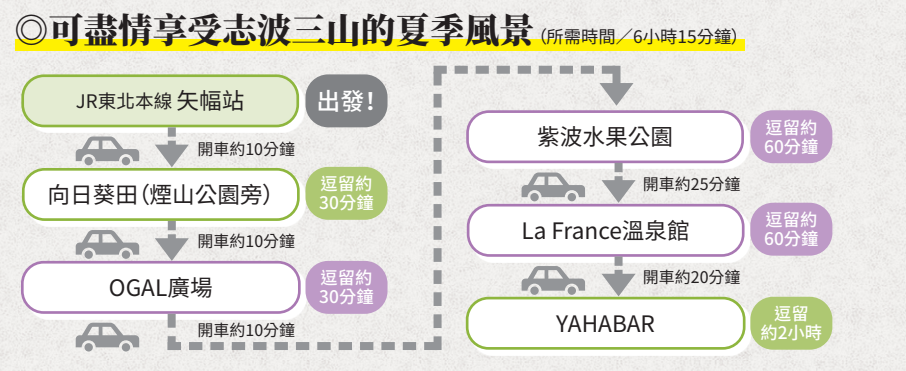 ◎可盡情享受志波三山的夏季風景(所需時間／6小時15分鐘)
JR東北本線 矢幅站
出發！
開車約10分鐘
向日葵田（煙山公園旁）
逗留約
30分鐘
開車約10分鐘
OGAL廣場
逗留約
30分鐘
開車約10分鐘
紫波水果公園
逗留約
60分鐘
開車約25分鐘
La France溫泉館
逗留約
60分鐘
開車約20分鐘
YAHABAR
逗留
約2小時